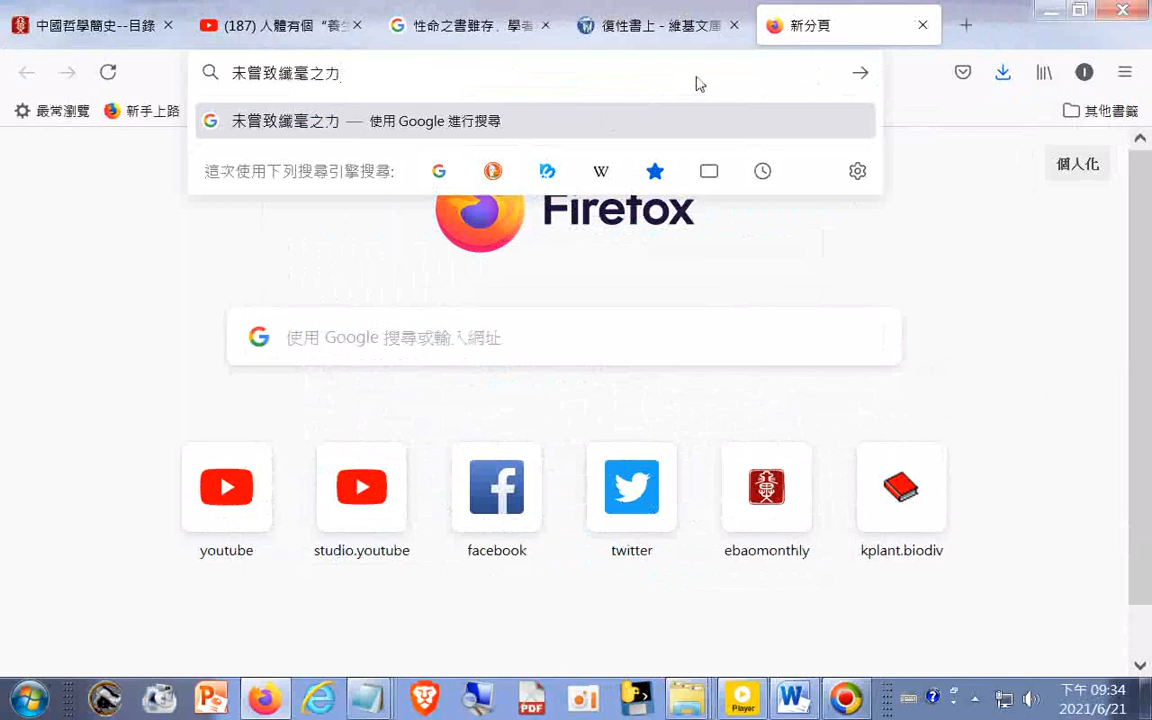 中國哲學簡史--目錄
(187) 人體有個“養生
性命之書雖存，學者
復性書上 - 維基文庫
新分頁
未嘗致纖毫之力
最常瀏覽
新手上路
其他書籤
未嘗致纖毫之力 — 使用 Google 進行搜尋
這次使用下列搜尋引擎搜尋:
個人化
Firefox
使用 Google 搜尋或輸入網址
youtube
studio.youtube
facebook
twitter
ebaomonthly
kplant.biodiv
下午 09:34
2021/6/21